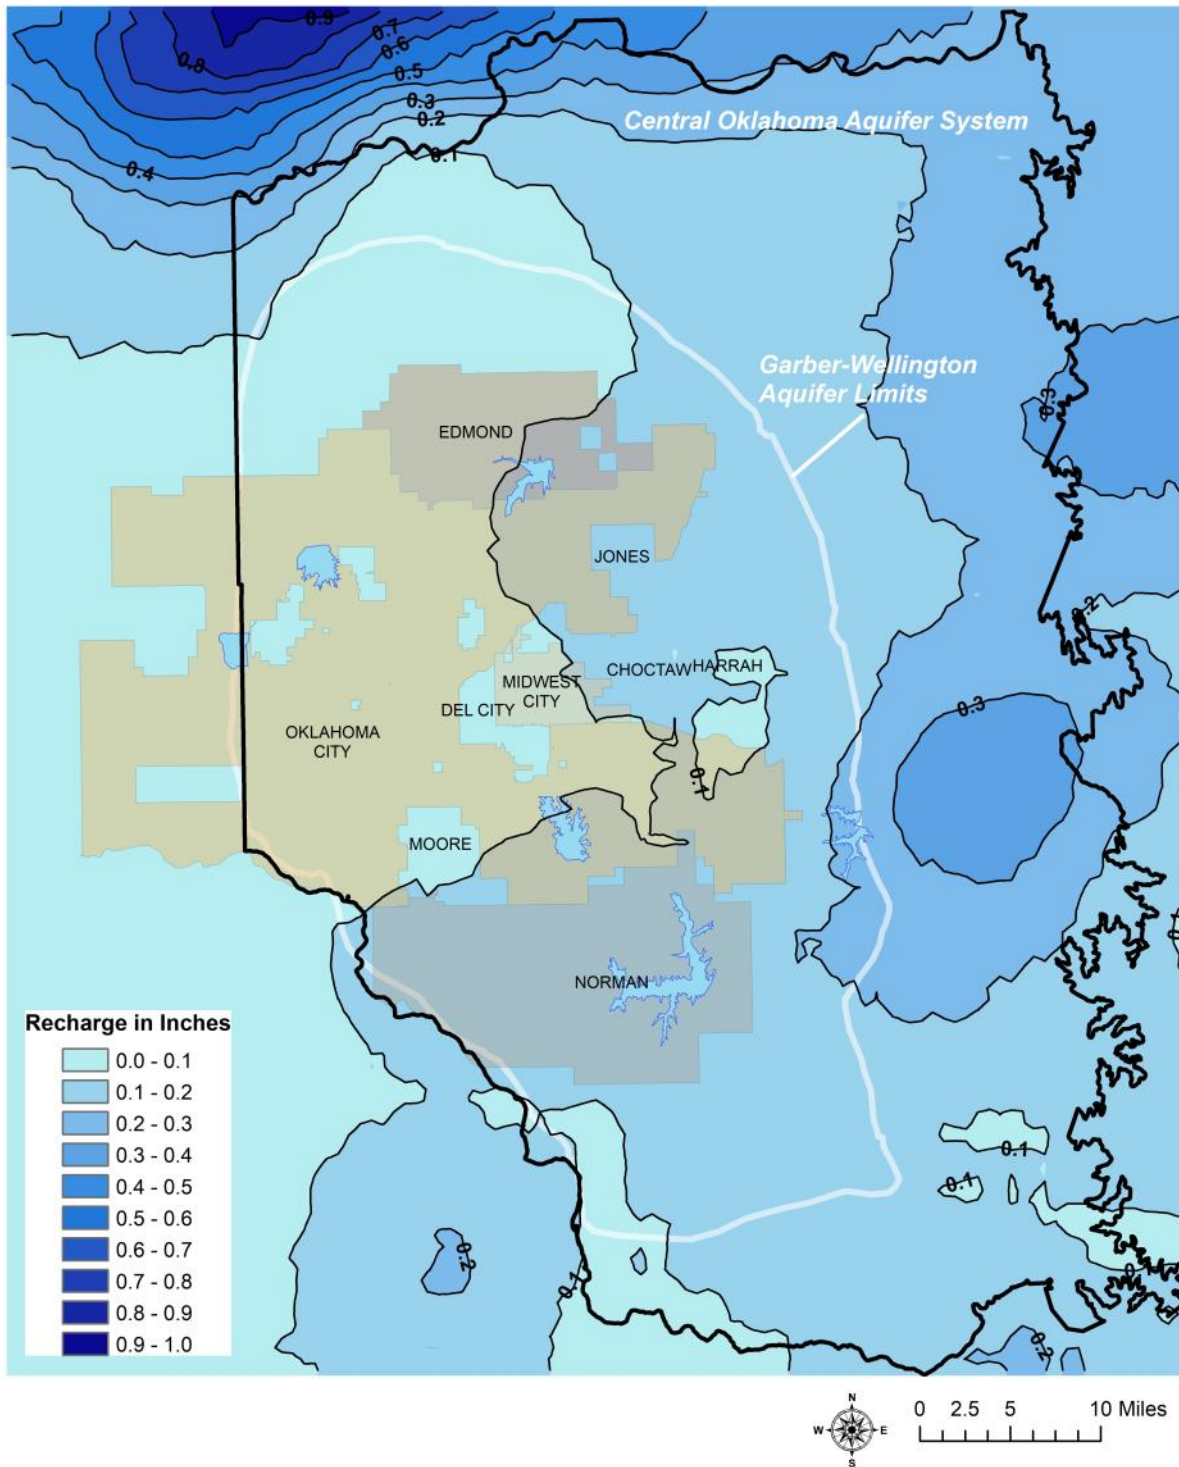 0.9
0.7
0.6
0.8
0.5
0.3
0.2
0.1
0.4
Central Oklahoma Aquifer System
Garber-Wellington
Aquifer Limits
0.3
EDMOND
JONES
0.2
CHOCTAW
HARRAH
MIDWEST
CITY
DEL CITY
OKLAHOMA
CITY
0.3
0.1
MOORE
NORMAN
Recharge in Inches
0.0 - 0.1
0.1 - 0.2
0.2 - 0.3
0.3 - 0.4
0.4 - 0.5
0.5 - 0.6
0.6 - 0.7
0.7 - 0.8
0.8 - 0.9
0.9 - 1.0
0.1
0.1
0.2
0.1
0.2
N
W
E
S
0 2.5 5 10 Miles